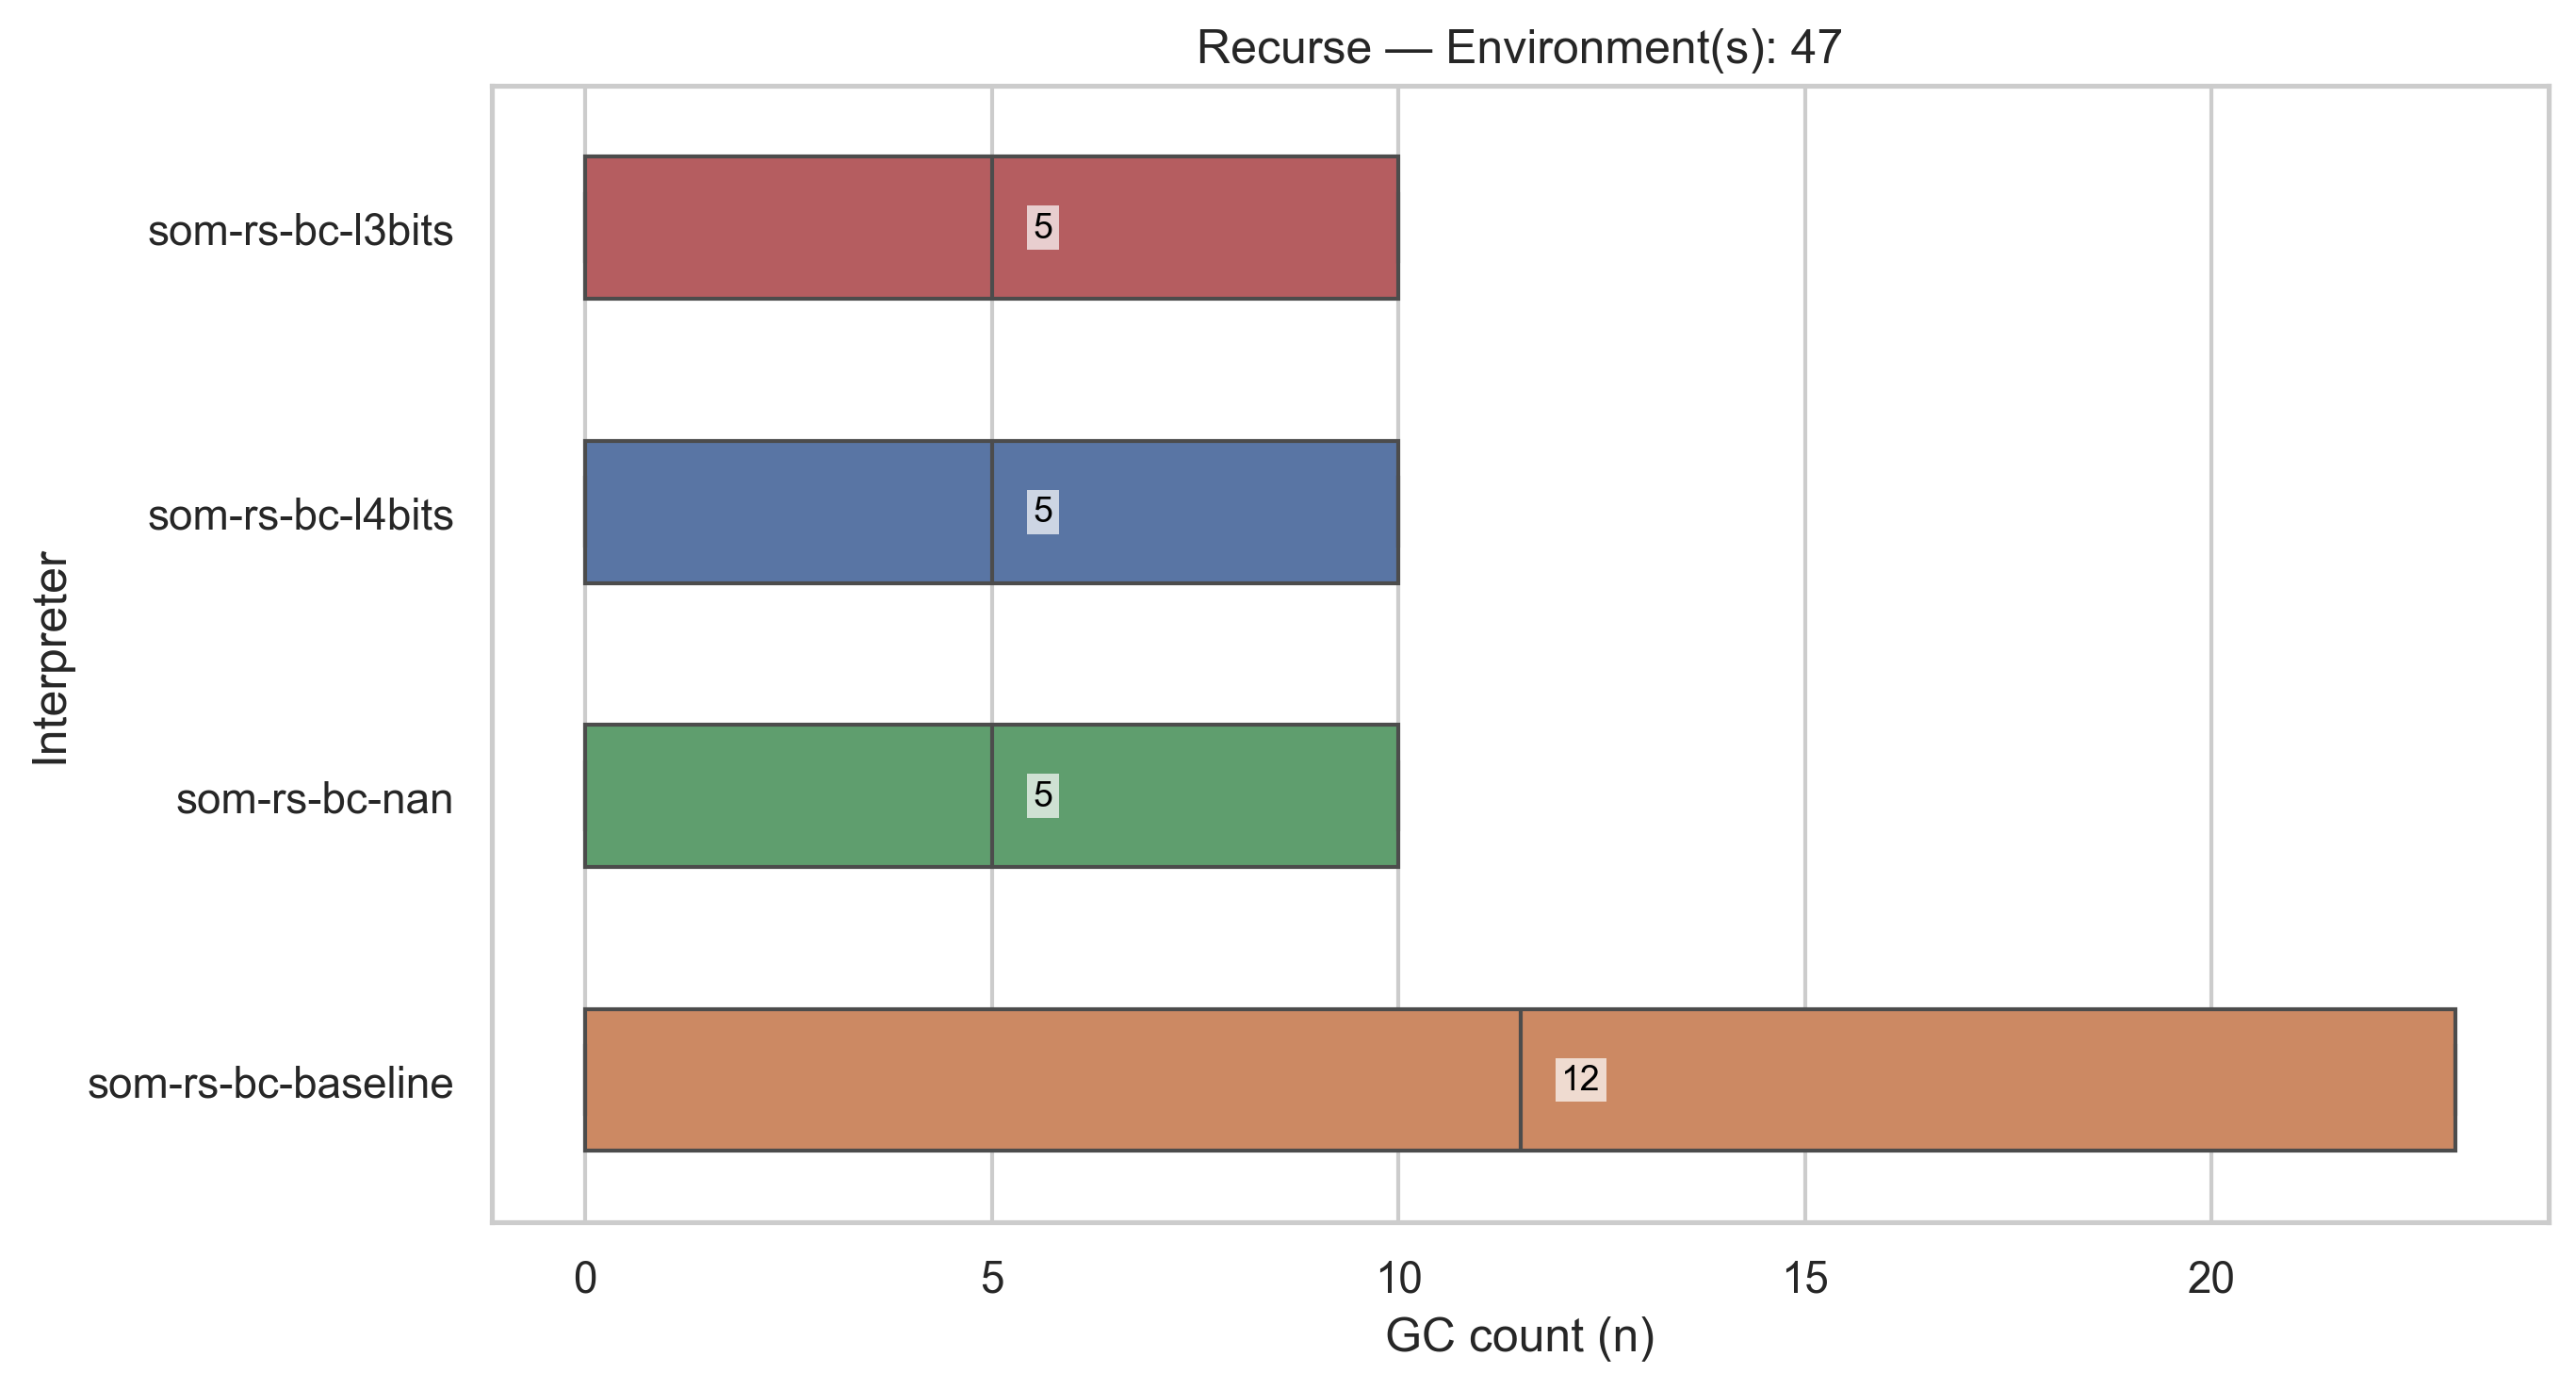 Recurse — Environment(s): 47
som-rs-bc-l3bits
5
som-rs-bc-l4bits
5
som-rs-bc-nan
5
som-rs-bc-baseline
12
Interpreter
0 5 10 15 20
GC count (n)